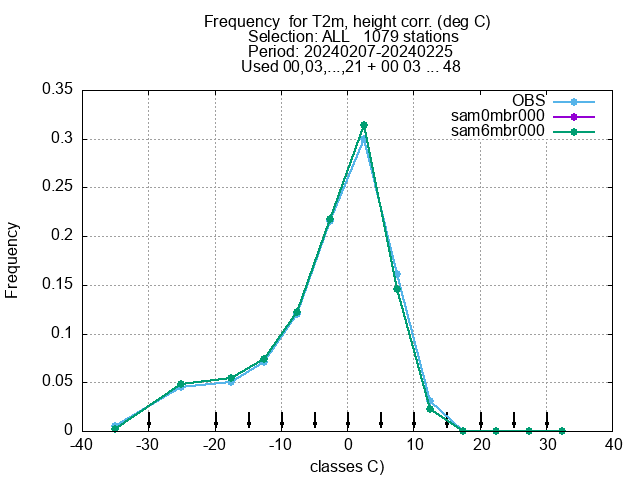 Frequency  for T2m, height corr. (deg C)
Selection: ALL   1079 stations
Period: 20240207-20240225
Used 00,03,...,21 + 00 03 ... 48
OBS
sam0mbr000
sam6mbr000
0.35
0.3
0.25
0.2
0.15
0.1
0.05
0
Frequency
-40 -30 -20 -10 0 10 20 30 40
classes C)